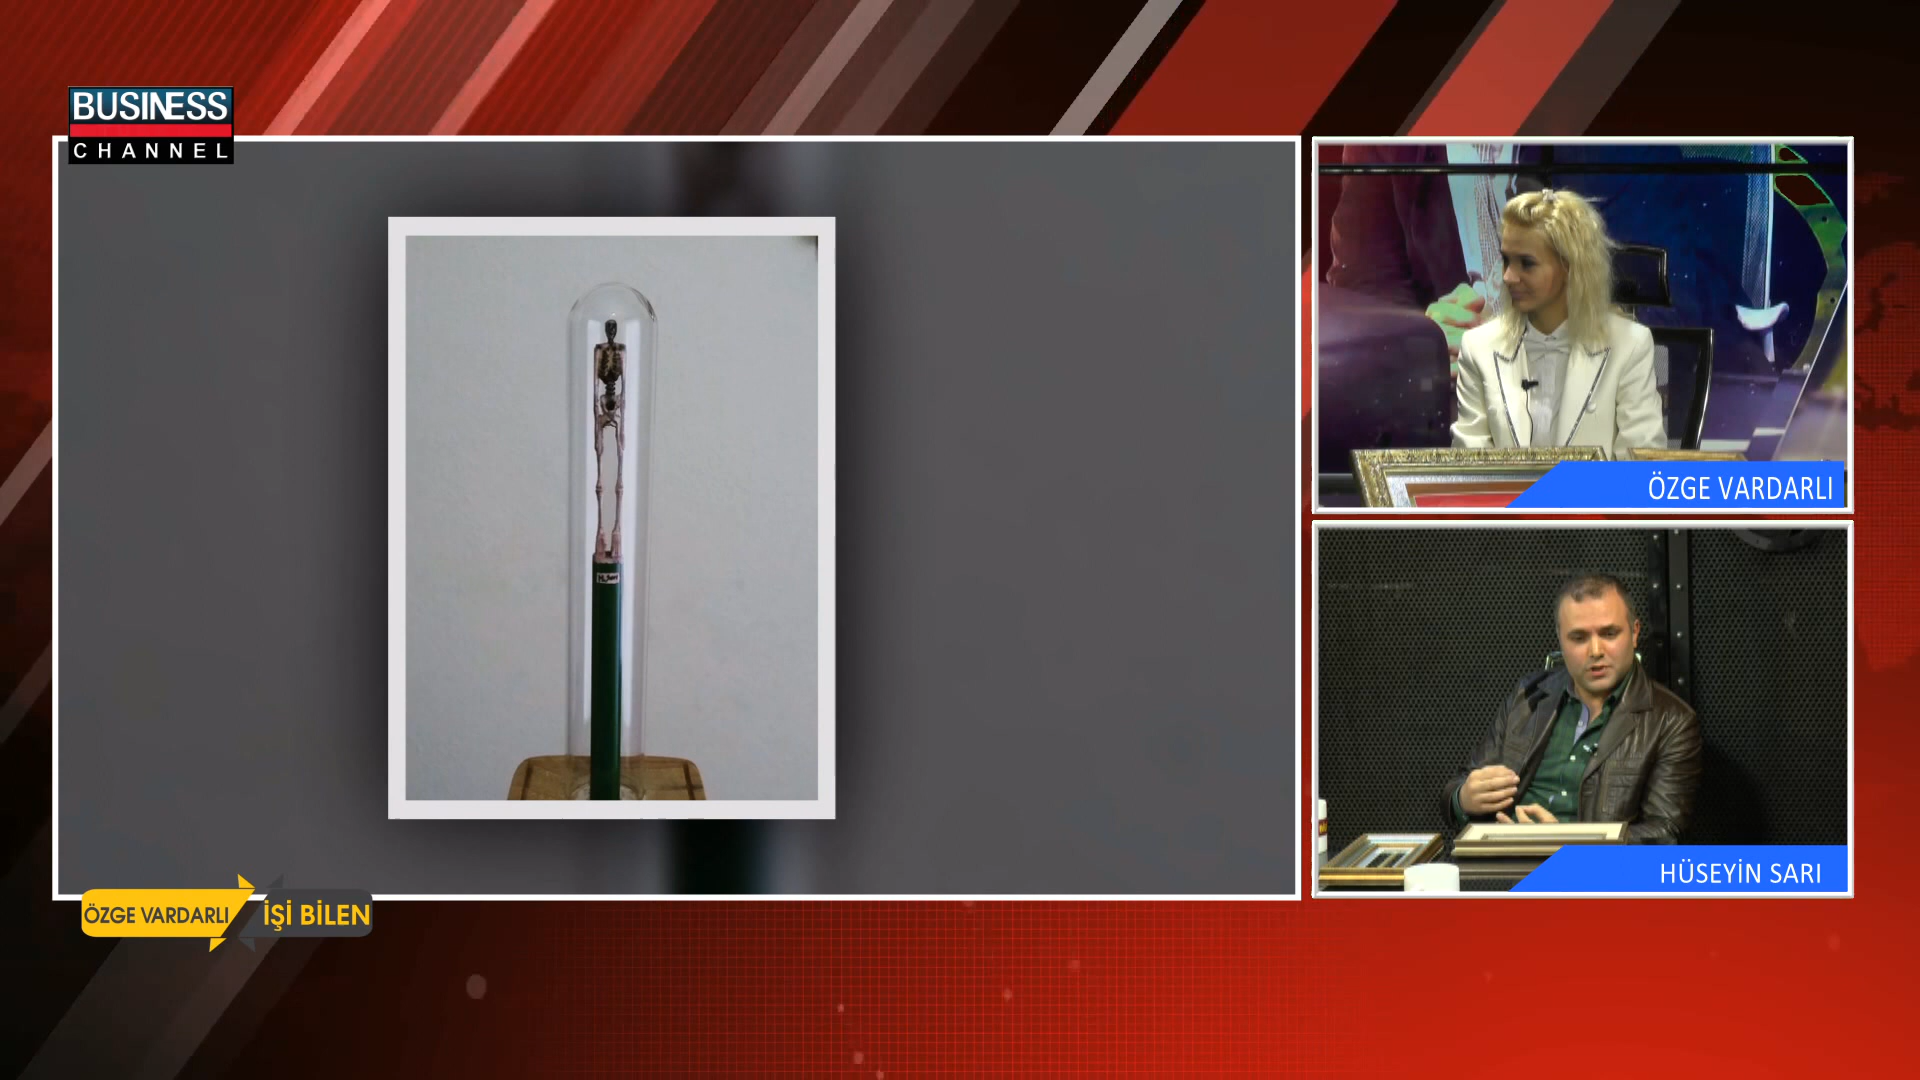 BUSINESS
CHANNEL
ÖZGE VARDARLI
HÜSEYİN SARI
ÖZGE VARDARLI İŞİ BİLEN